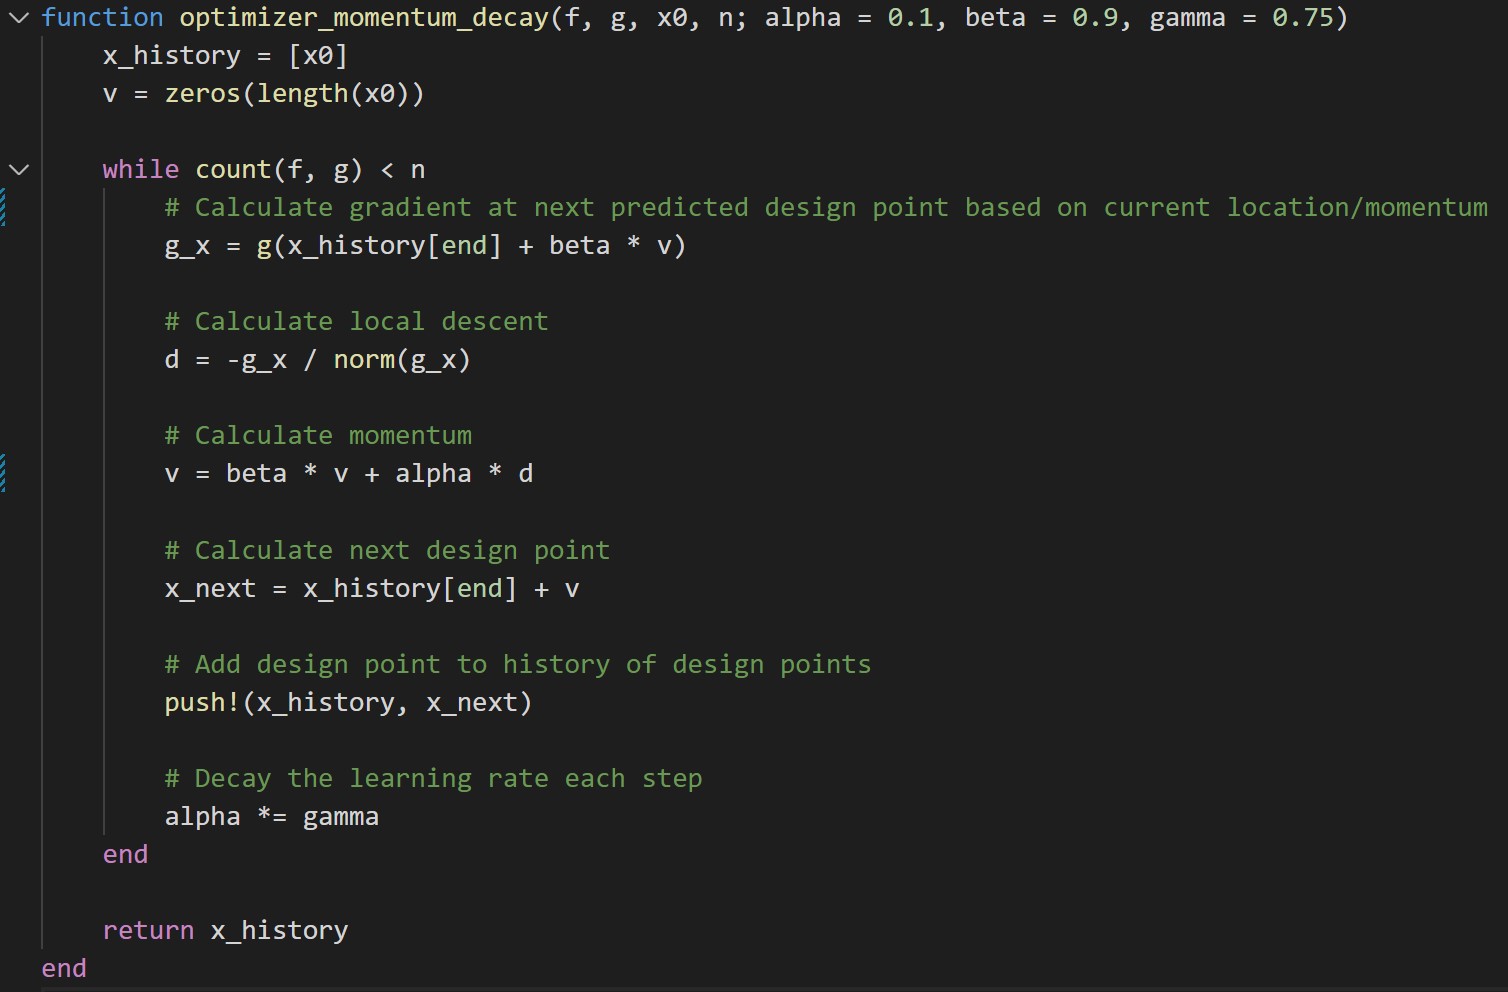 function optimizer_momentum_decay(f, g, x0, n; alpha = 0.1, beta = 0.9, gamma = 0.75)
    x_history = [x0]
    v = zeros(length(x0))

    while count(f, g) < n
        # Calculate gradient at next predicted design point based on current location/momentum
        g_x = g(x_history[end] + beta * v)

        # Calculate local descent
        d = -g_x / norm(g_x)

        # Calculate momentum
        v = beta * v + alpha * d

        # Calculate next design point
        x_next = x_history[end] + v

        # Add design point to history of design points
        push!(x_history, x_next)

        # Decay the learning rate each step
        alpha *= gamma
    end

    return x_history
end